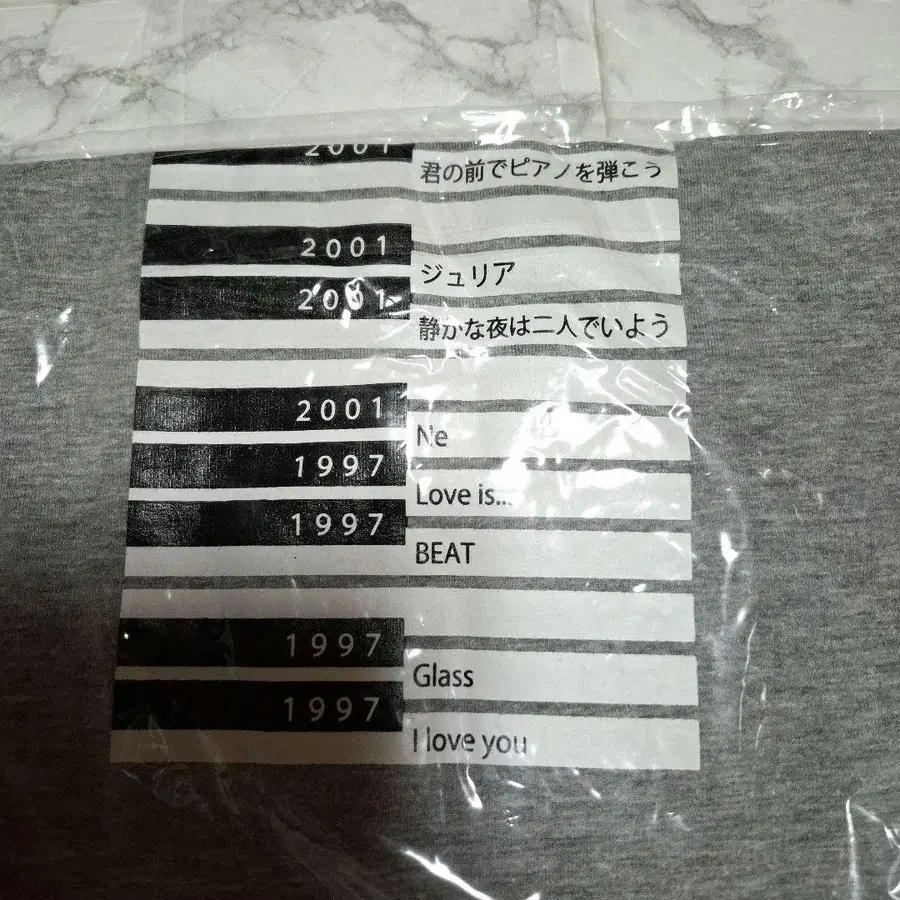 2001
君の前でピアノを弾こう
2001
ジュリア
2001
静かな夜は二人でいよう
2001
Ne
1997
Love is...
1997
BEAT
1997
Glass
1997
I love you